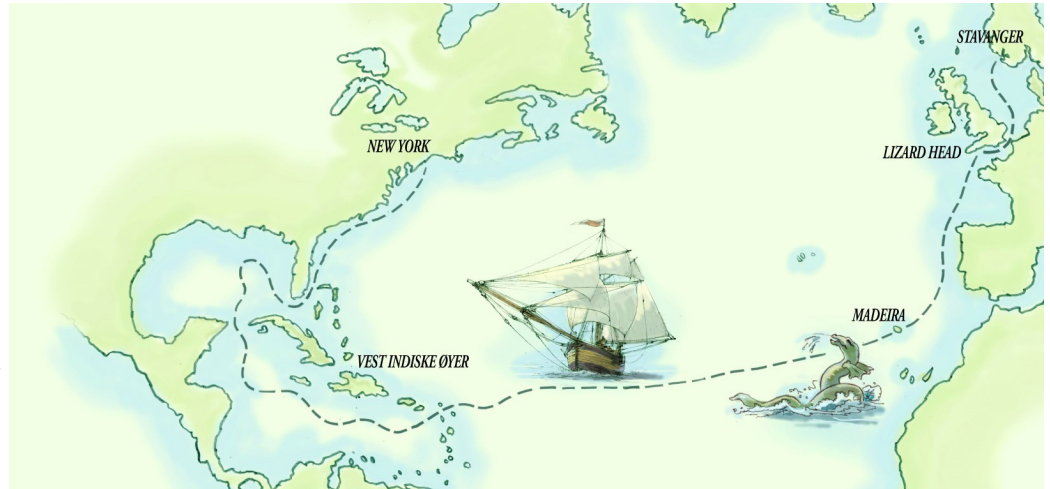 STAVANGER
NEW YORK
LIZARD HEAD
MADEIRA
VEST INDISKE ØYER